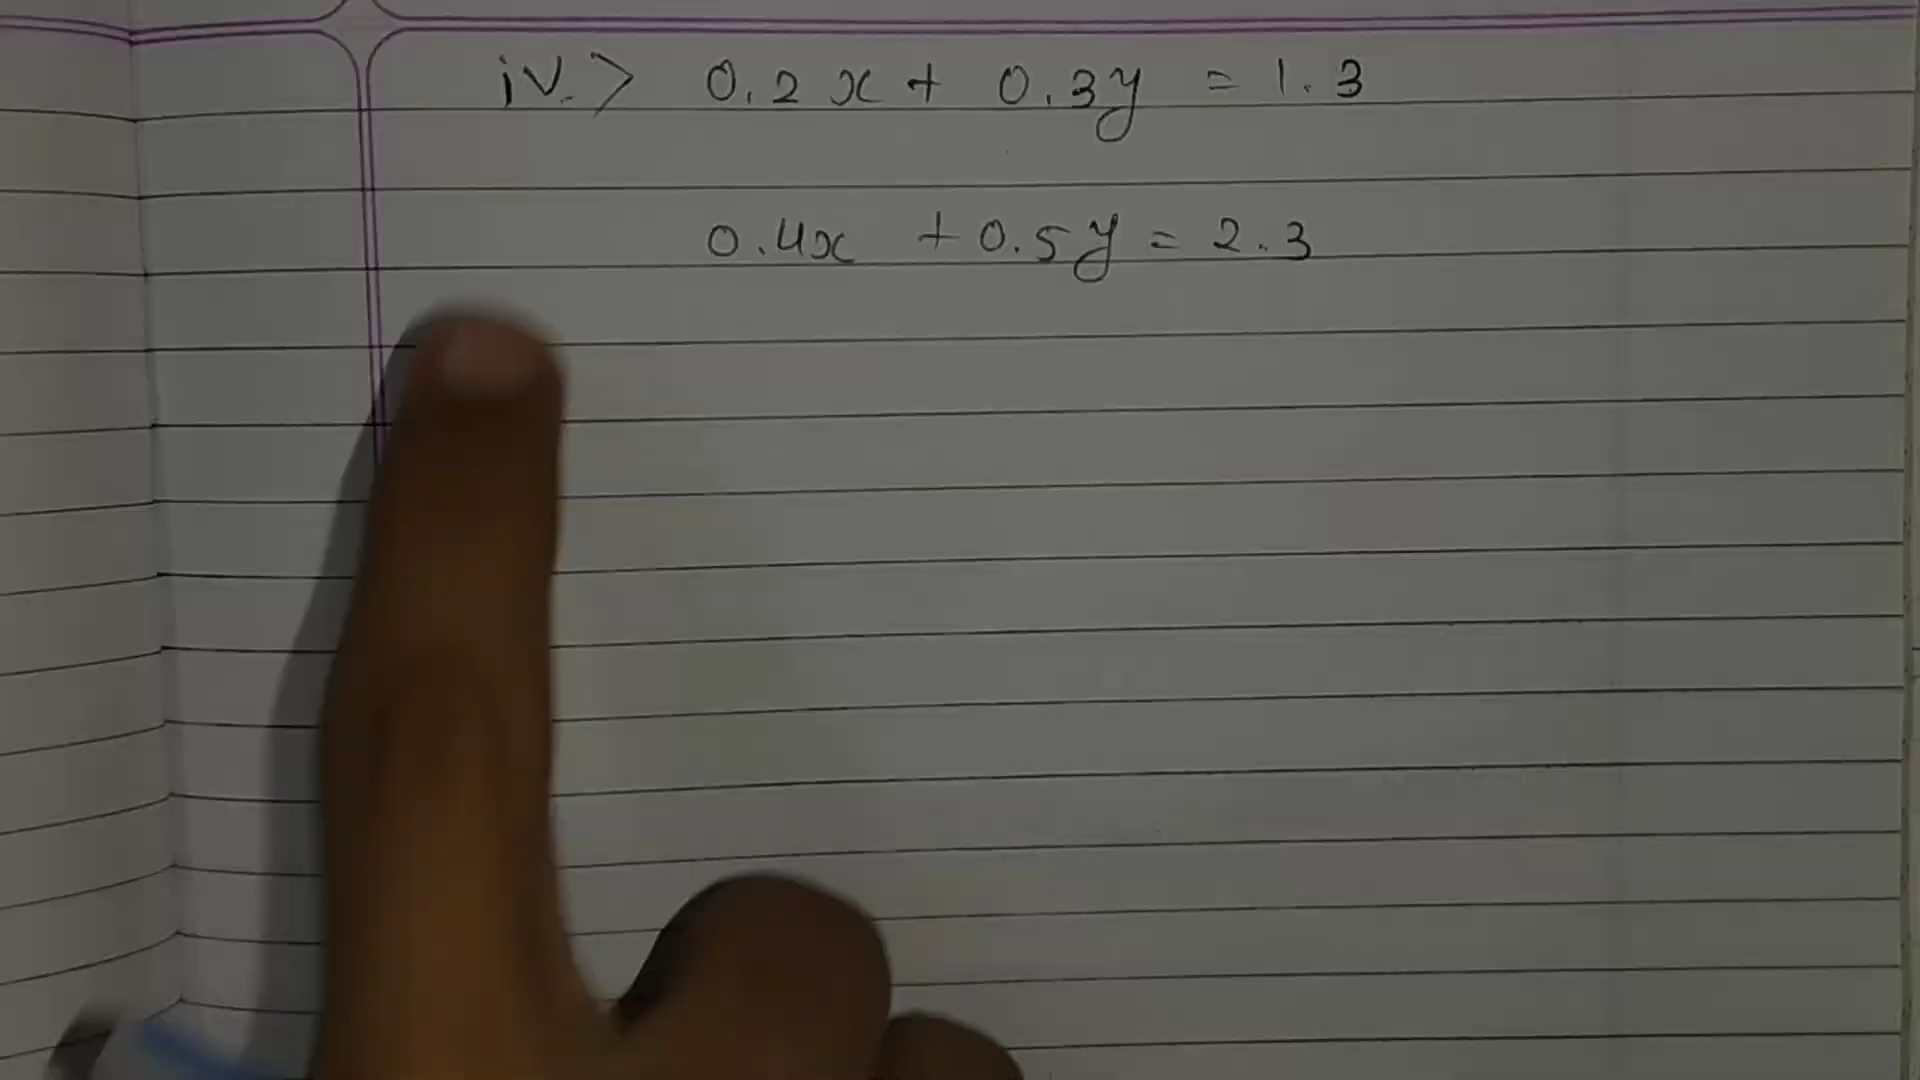 iv.> 0.2x + 0.3y = 1.3
0.4x + 0.5y = 2.3